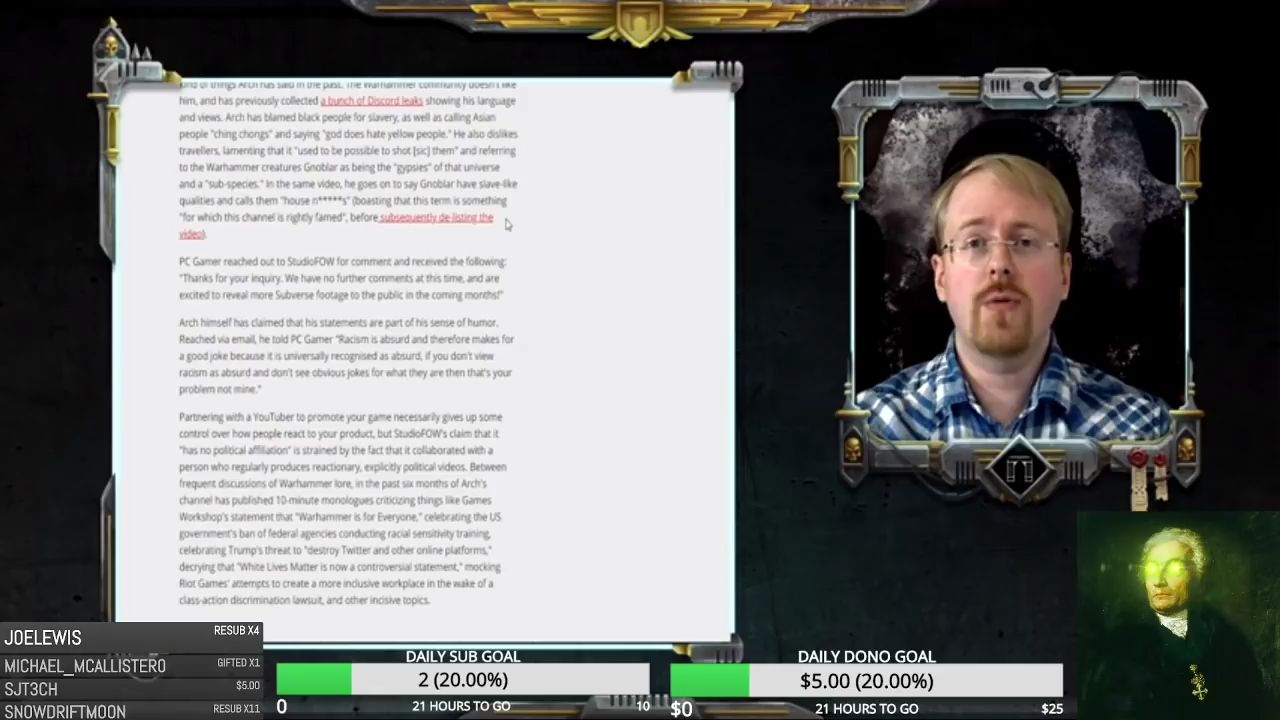 kind of things Arch has said in the past. The Warhammer community doesn't like
him, and has previously collected a bunch of Discord leaks showing his language
and views. Arch has blamed black people for slavery, as well as calling Asian
people "ching chongs" and saying "god does hate yellow people." He also dislikes
travellers, lamenting that it "used to be possible to shot [sic] them" and referring
to the Warhammer creatures Gnoblar as being the "gypsies" of that universe
and a "sub-species." In the same video, he goes on to say Gnoblar have slave-like
qualities and calls them "house n*****s" (boasting that this term is something
"for which this channel is rightly famed", before subsequently de-listing the
video).
PC Gamer reached out to StudioFOW for comment and received the following:
"Thanks for your inquiry. We have no further comments at this time, and are
excited to reveal more Subverse footage to the public in the coming months!"
Arch himself has claimed that his statements are part of his sense of humor.
Reached via email, he told PC Gamer "Racism is absurd and therefore makes for
a good joke because it is universally recognised as absurd, if you don't view
racism as absurd and don't see obvious jokes for what they are then that's your
problem not mine."
Partnering with a YouTuber to promote your game necessarily gives up some
control over how people react to your product, but StudioFOW's claim that it
"has no political affiliation" is strained by the fact that it collaborated with a
person who regularly produces reactionary, explicitly political videos. Between
frequent discussions of Warhammer lore, in the past six months of Arch's
channel has published 10-minute monologues criticizing things like Games
Workshop's statement that "Warhammer is for Everyone," celebrating the US
government's ban of federal agencies conducting racial sensitivity training,
celebrating Trump's threat to "destroy Twitter and other online platforms,"
decrying that "White Lives Matter is now a controversial statement," mocking
Riot Games' attempts to create a more inclusive workplace in the wake of a
class-action discrimination lawsuit, and other incisive topics.
JOELEWIS RESUB X4
MICHAEL_MCALLISTERO GIFTED X1
SJT3CH $5.00
SNOWDRIFTMOON RESUB X11
DAILY SUB GOAL
2 (20.00%)
0 21 HOURS TO GO 10
DAILY DONO GOAL
$5.00 (20.00%)
$0 21 HOURS TO GO $25